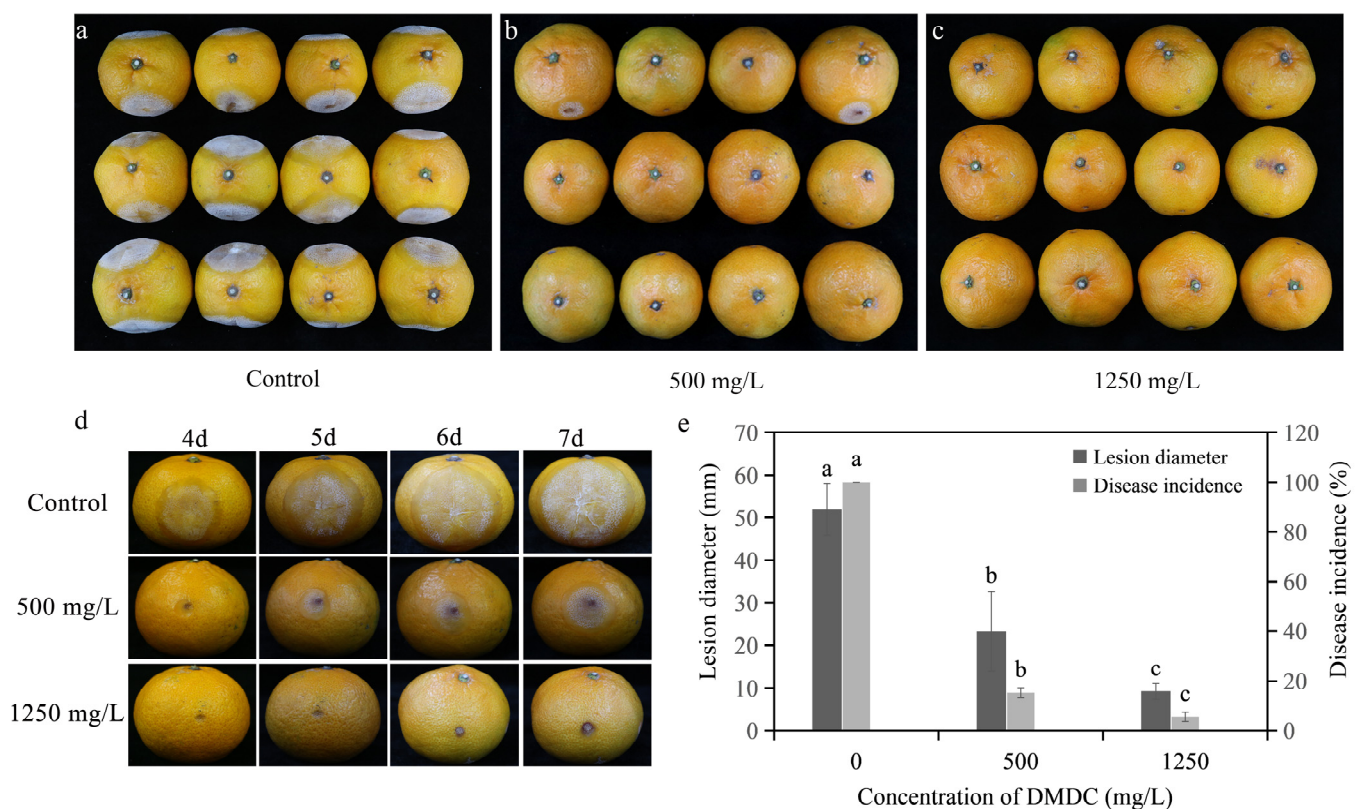 a
b
c
Control
500 mg/L
1250 mg/L
d
4d
5d
6d
7d
Control
500 mg/L
1250 mg/L
e
70
60
50
40
30
20
10
0
Lesion diameter (mm)
120
100
80
60
40
20
0
Disease incidence (%)
Lesion diameter
Disease incidence
a
a
b
b
c
c
0
500
1250
Concentration of DMDC (mg/L)